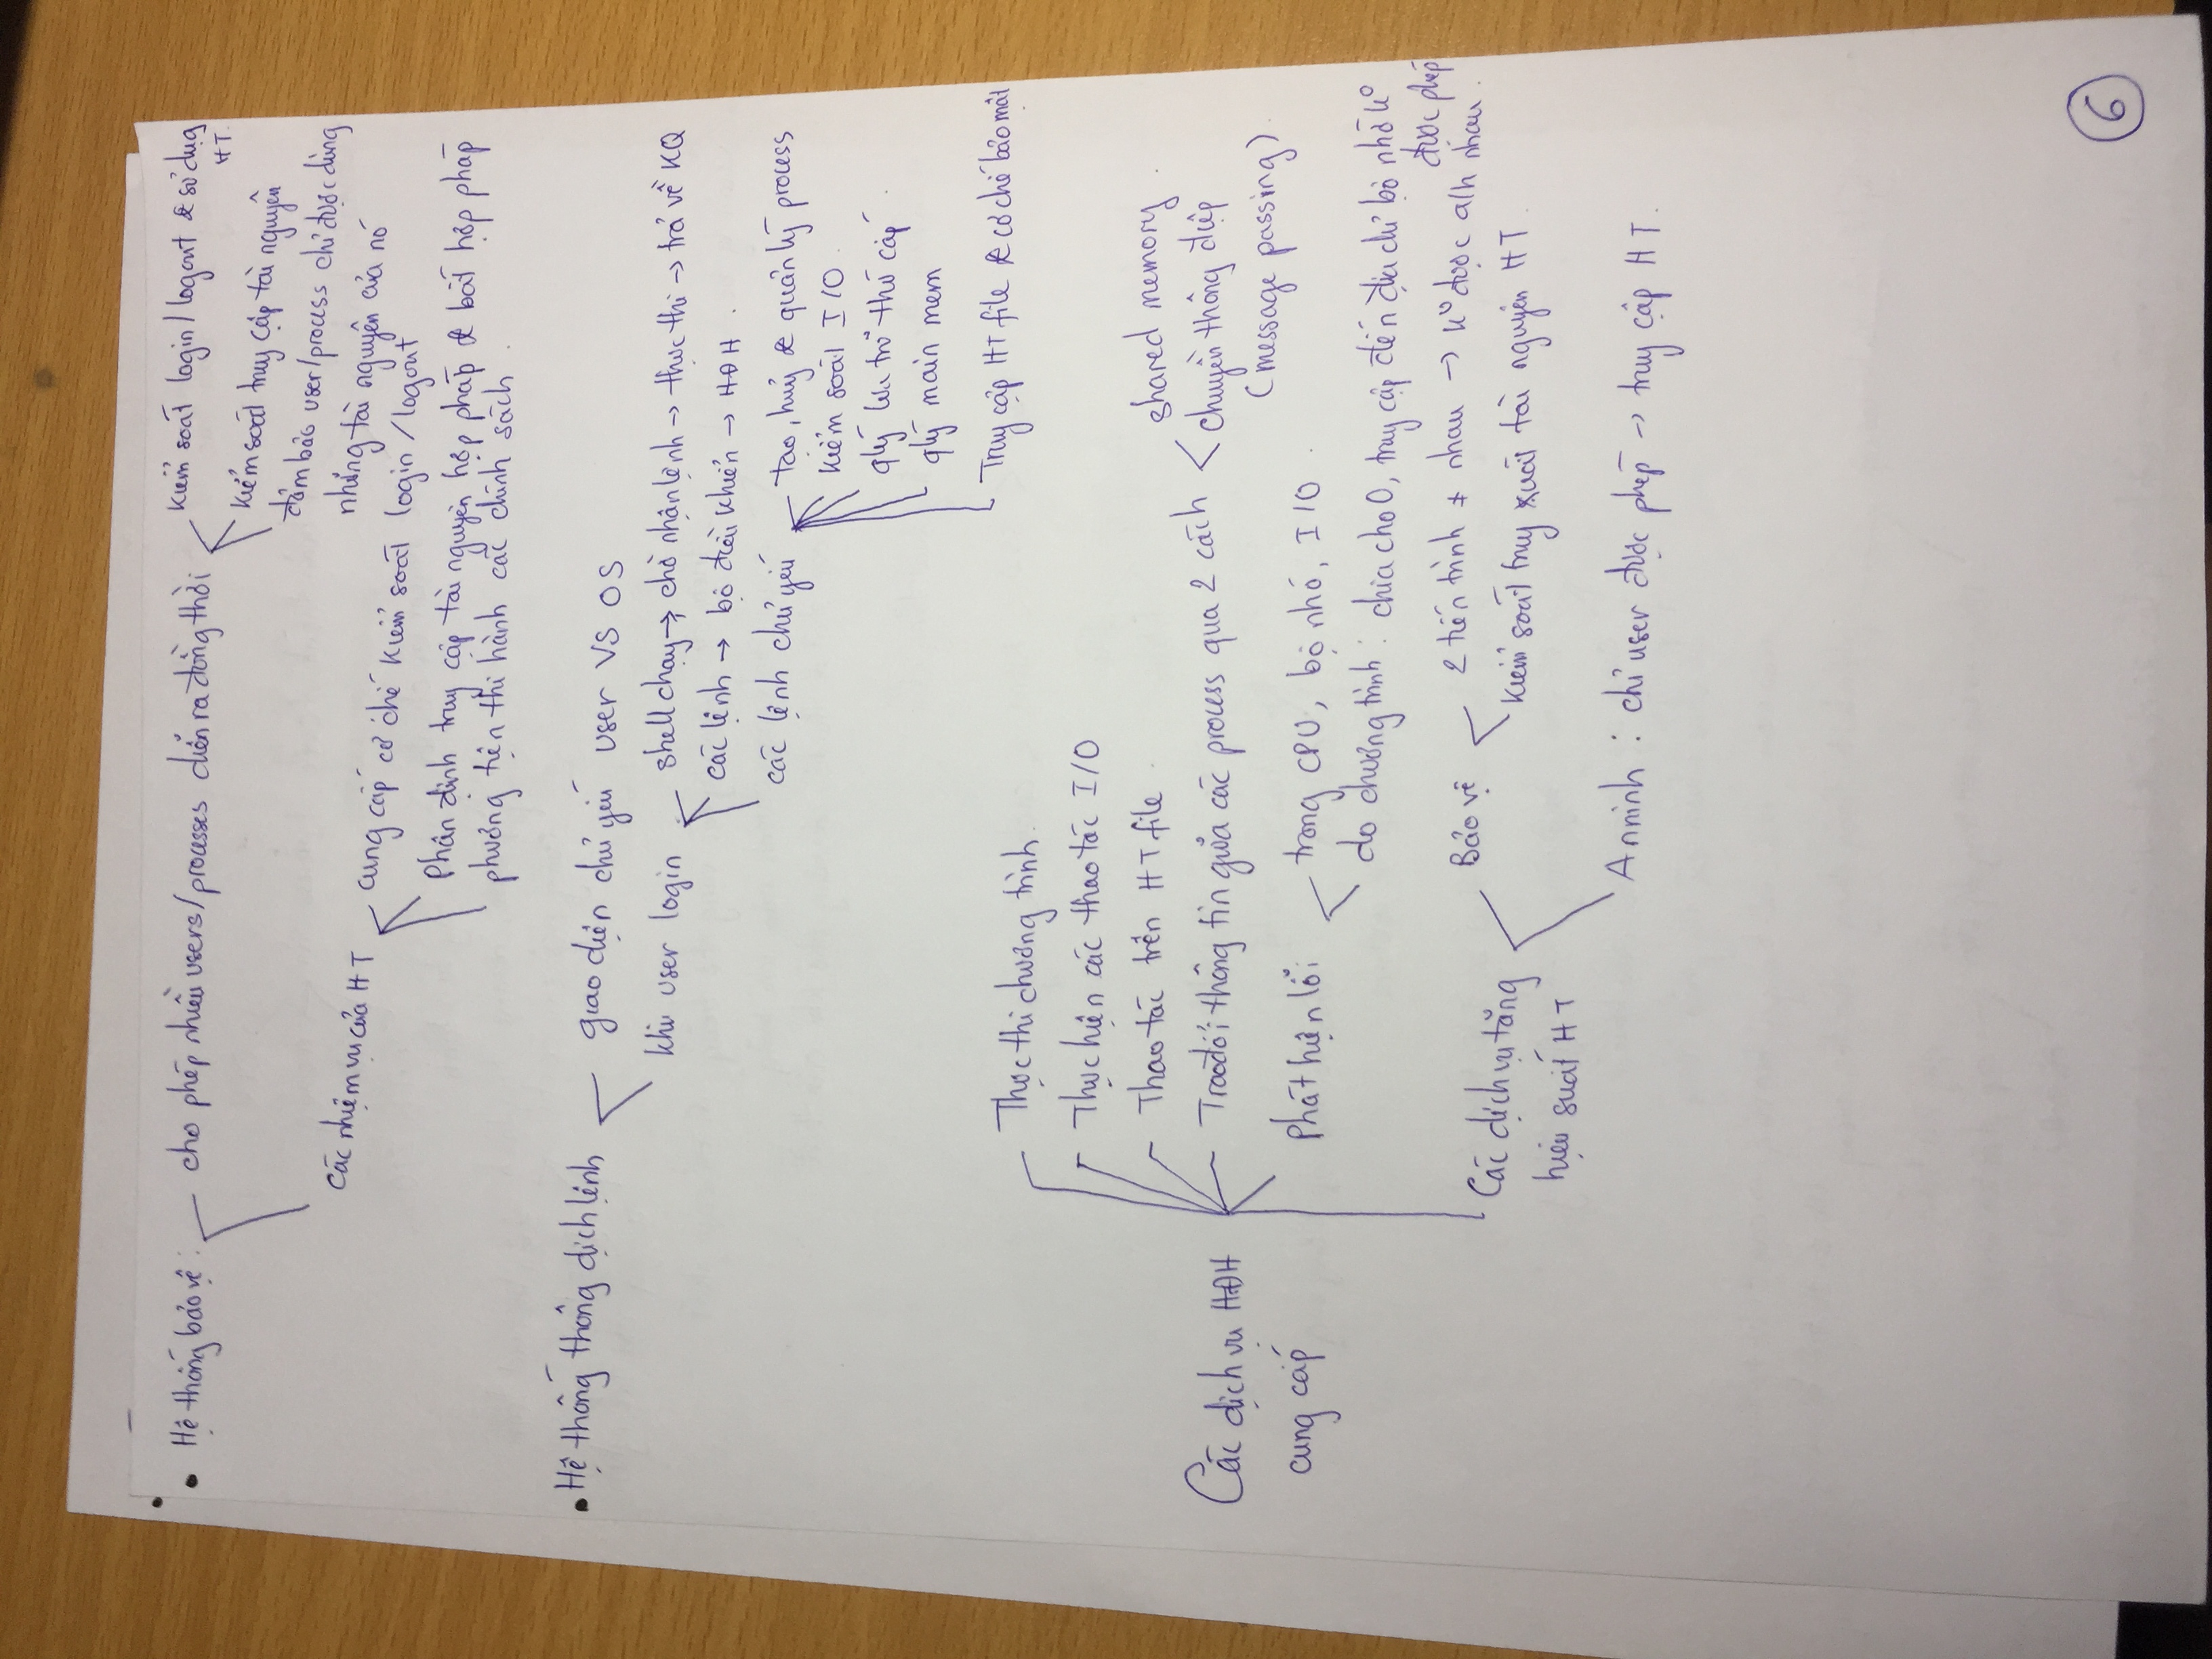 • Hệ thống bảo vệ :
cho phép nhiều users/processes diễn ra đồng thời
kiểm soát login/logout & sử dụg
HT.
kiểm soát truy cập tài nguyên
đảm bảo user/process chỉ được dùng
những tài nguyên của nó
Các nhiệm vụ của HT
cung cấp cơ chế kiểm soát login/logout
Phân định truy cập tài nguyên hợp pháp & bất hợp pháp
phương tiện thi hành các chính sách.
• Hệ thống thông dịch lệnh
giao diện chủ yếu user VS OS
khi user login
shell chạy → chờ nhận lệnh → thực thi → trả về KQ
các lệnh → bộ điều khiển → HĐH.
các lệnh chủ yếu
tạo, huỷ & quản lý process
kiểm soát I/O
qlý lưu trữ thứ cấp
qlý main mem
Truy cập HT file & cơ chế bảo mật
Các dịch vụ HĐH
cung cấp
Thực thi chương trình
Thực hiện các thao tác I/O
Thao tác trên HT file
Trao đổi thông tin giữa các process qua 2 cách
shared memory
chuyển thông điệp
(message passing)
Phát hiện lỗi
trong CPU, bộ nhớ, I/O
do chương trình : chia cho 0, truy cập đến địa chỉ bộ nhớ k°
được phép
Các dịch vụ tăng
hiệu suất HT
Bảo vệ
2 tiến trình ≠ nhau → k° được a/h nhau.
kiểm soát truy xuất tài nguyên HT
An ninh : chỉ user được phép → truy cập HT.
6